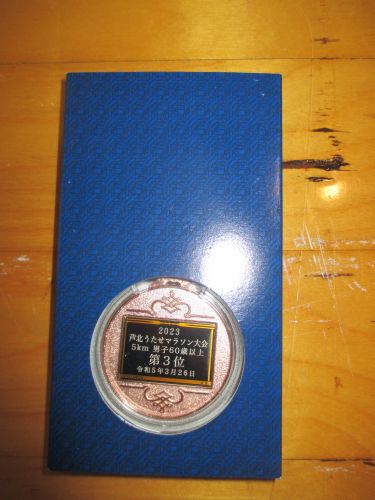 2023
芦北うたせマラソン大会
5km 男子60歳以上
第3位
令和5年3月26日